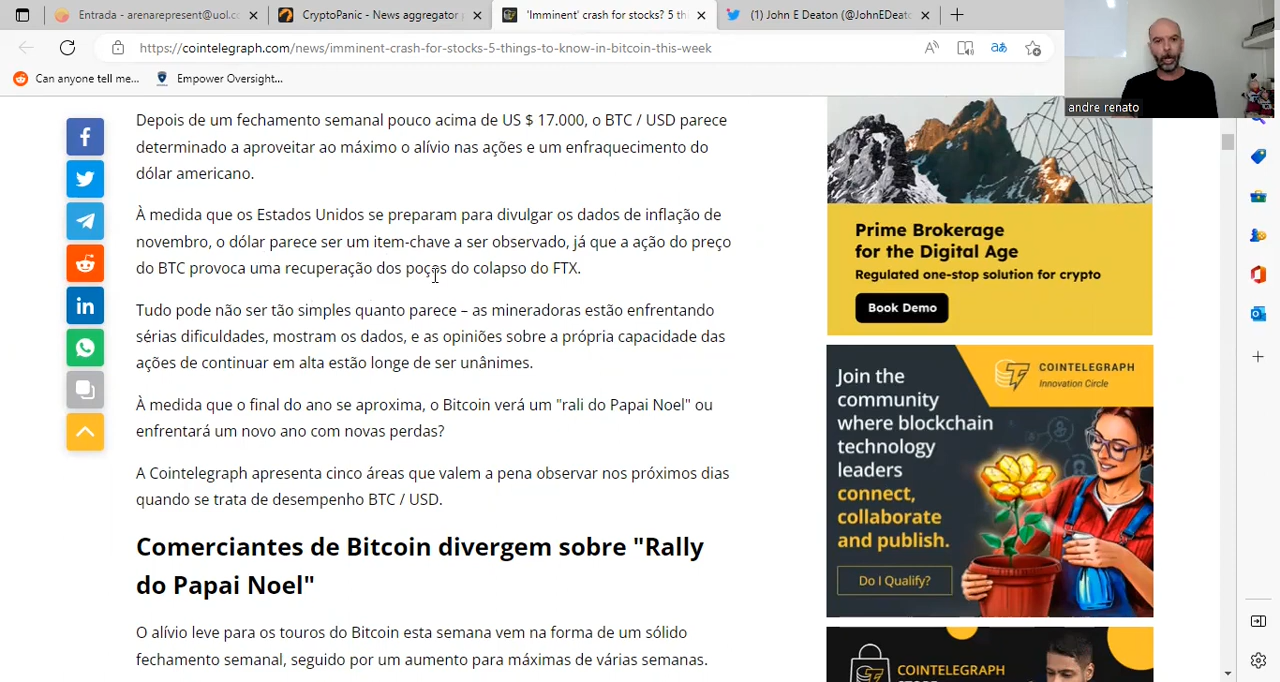 Entrada - arenarepresent@uol.cc
CryptoPanic - News aggregator
'Imminent' crash for stocks? 5 th
(1) John E Deaton (@JohnEDeat
https://cointelegraph.com/news/imminent-crash-for-stocks-5-things-to-know-in-bitcoin-this-week
Can anyone tell me...
Empower Oversight...
andre renato
Depois de um fechamento semanal pouco acima de US $ 17.000, o BTC / USD parece
determinado a aproveitar ao máximo o alívio nas ações e um enfraquecimento do
dólar americano.
À medida que os Estados Unidos se preparam para divulgar os dados de inflação de
novembro, o dólar parece ser um item-chave a ser observado, já que a ação do preço
do BTC provoca uma recuperação dos poços do colapso do FTX.
Tudo pode não ser tão simples quanto parece – as mineradoras estão enfrentando
sérias dificuldades, mostram os dados, e as opiniões sobre a própria capacidade das
ações de continuar em alta estão longe de ser unânimes.
À medida que o final do ano se aproxima, o Bitcoin verá um "rali do Papai Noel" ou
enfrentará um novo ano com novas perdas?
A Cointelegraph apresenta cinco áreas que valem a pena observar nos próximos dias
quando se trata de desempenho BTC / USD.
Comerciantes de Bitcoin divergem sobre "Rally
do Papai Noel"
O alívio leve para os touros do Bitcoin esta semana vem na forma de um sólido
fechamento semanal, seguido por um aumento para máximas de várias semanas.
Prime Brokerage
for the Digital Age
Regulated one-stop solution for crypto
Book Demo
COINTELEGRAPH
Innovation Circle
Join the
community
where blockchain
technology
leaders
connect,
collaborate
and publish.
Do I Qualify?
COINTELEGRAPH